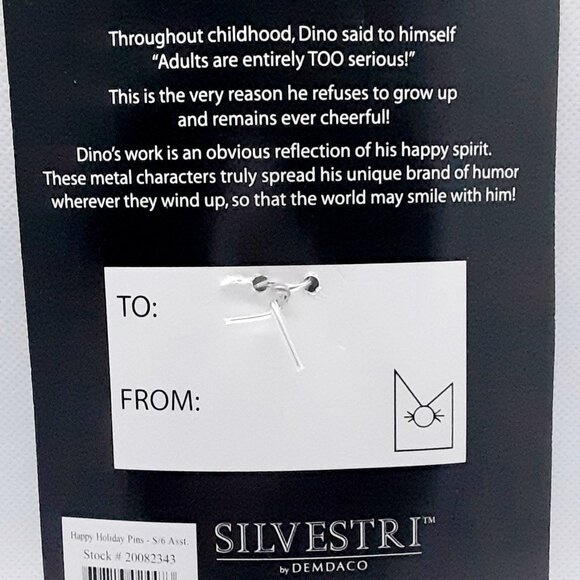 Throughout childhood, Dino said to himself
“Adults are entirely TOO serious!”
This is the very reason he refuses to grow up
and remains ever cheerful!
Dino’s work is an obvious reflection of his happy spirit.
These metal characters truly spread his unique brand of humor
wherever they wind up, so that the world may smile with him!
TO:
FROM:
Happy Holiday Pins - S/6 Asst.
Stock # 20082343
SILVESTRI™
by DEMDACO